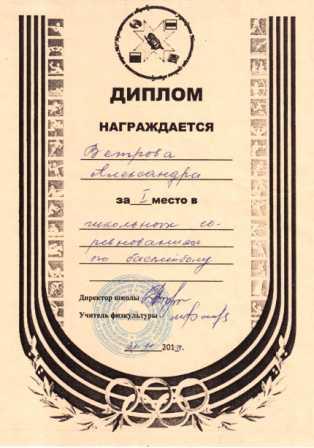 ДИПЛОМ
НАГРАЖДАЕТСЯ
Ветрова
Александра
за I место в
школьных со-
ревнованиях
по баскетболу
Директор школы
Учитель физкультуры
201